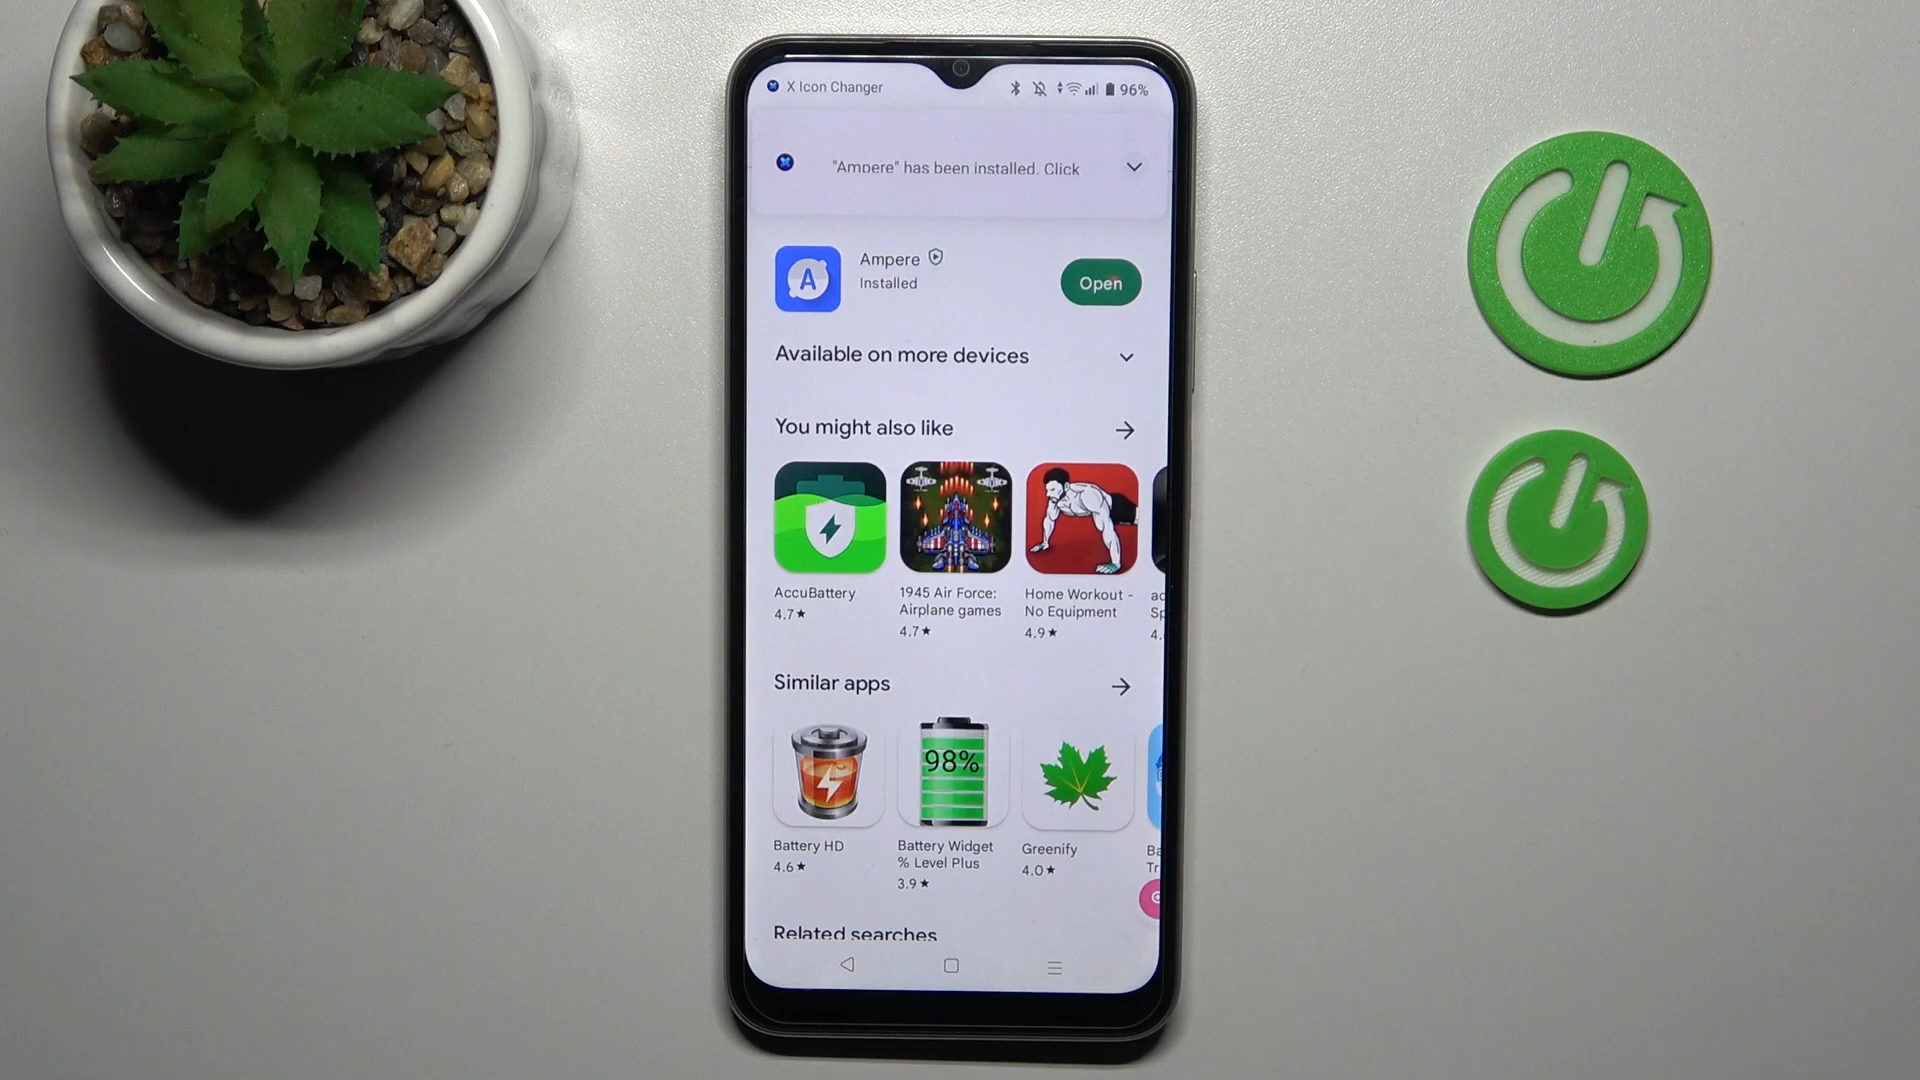 X Icon Changer
96%
"Ampere" has been installed. Click
A
Ampere
Installed
Open
Available on more devices
You might also like
AccuBattery
4.7★
1945 Air Force:
Airplane games
4.7★
Home Workout -
No Equipment
4.9★
Similar apps
98%
Battery HD
4.6★
Battery Widget
% Level Plus
3.9★
Greenify
4.0★
Related searches